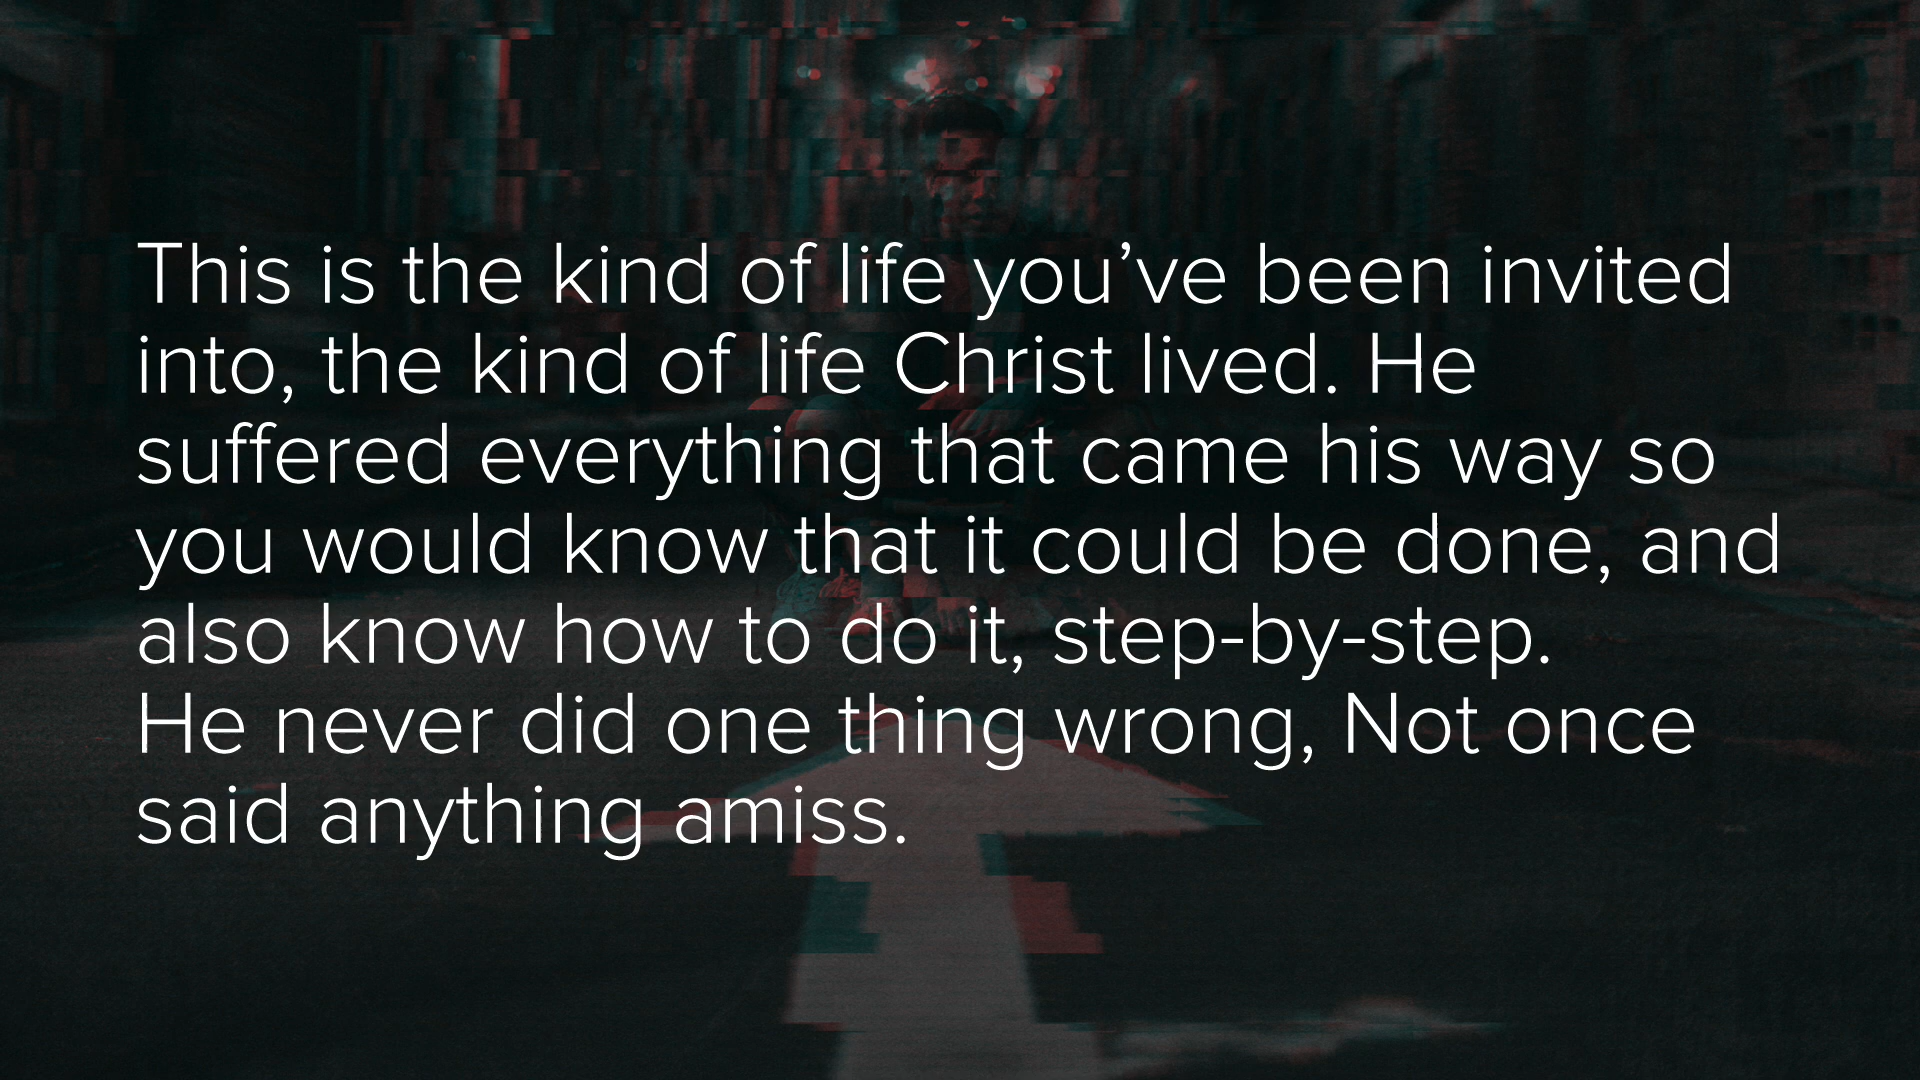 This is the kind of life you’ve been invited
into, the kind of life Christ lived. He
suffered everything that came his way so
you would know that it could be done, and
also know how to do it, step-by-step.
He never did one thing wrong, Not once
said anything amiss.